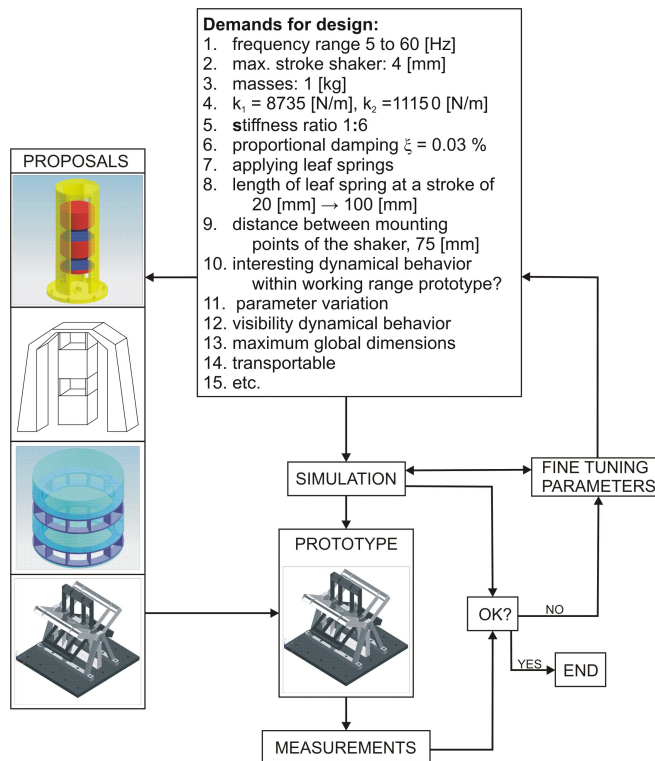 Demands for design:
1. frequency range 5 to 60 [Hz]
2. max. stroke shaker: 4 [mm]
3. masses: 1 [kg]
4. k₁ = 8735 [N/m], k₂ =11150 [N/m]
5. stiffness ratio 1:6
6. proportional damping ξ = 0.03 %
7. applying leaf springs
8. length of leaf spring at a stroke of
20 [mm] → 100 [mm]
9. distance between mounting
points of the shaker, 75 [mm]
10. interesting dynamical behavior
within working range prototype?
11. parameter variation
12. visibility dynamical behavior
13. maximum global dimensions
14. transportable
15. etc.
PROPOSALS
SIMULATION
FINE TUNING
PARAMETERS
PROTOTYPE
OK?
NO
YES
END
MEASUREMENTS